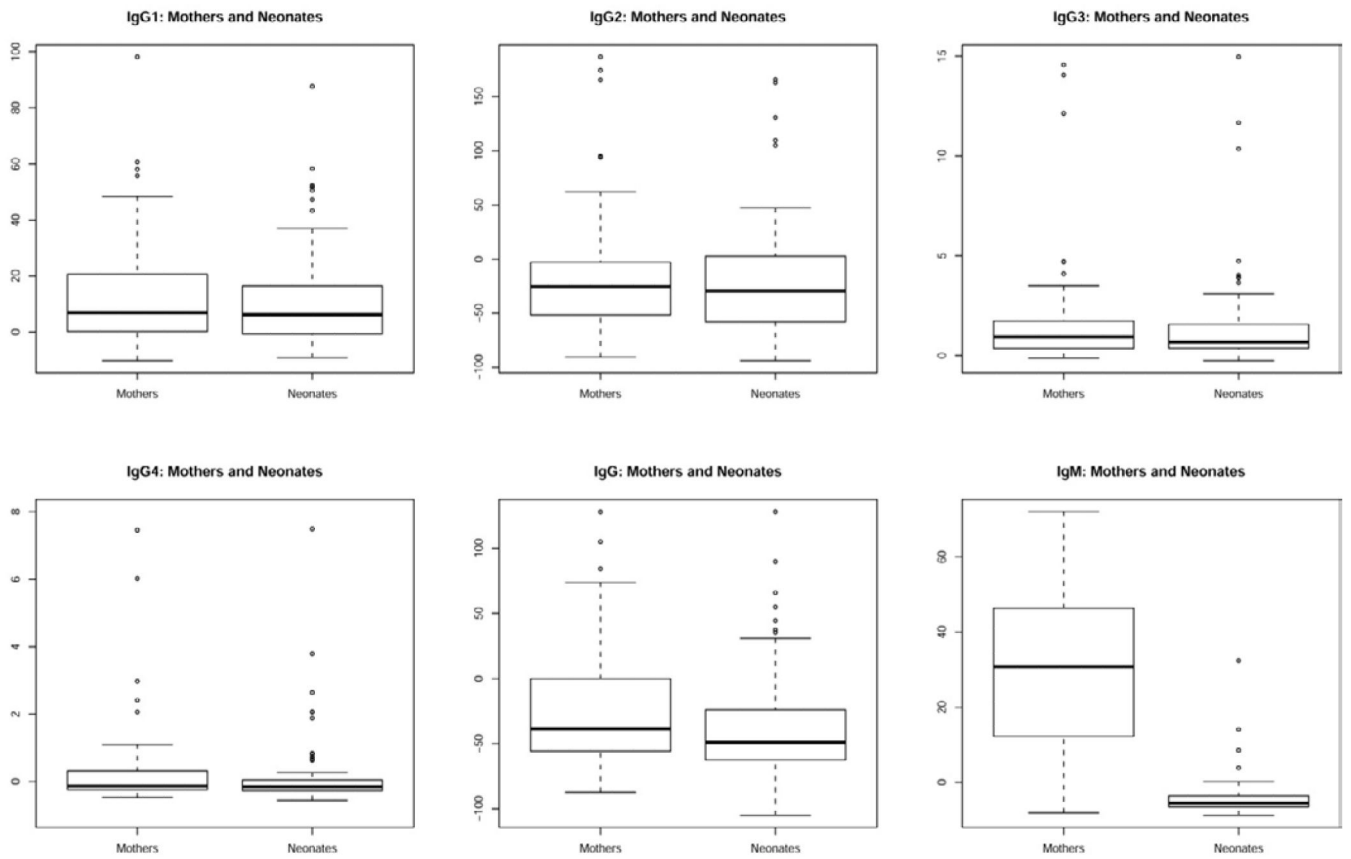 IgG1: Mothers and Neonates
100
80
60
40
20
0
Mothers Neonates
IgG2: Mothers and Neonates
150
100
50
0
−50
−100
Mothers Neonates
IgG3: Mothers and Neonates
15
10
5
0
Mothers Neonates
IgG4: Mothers and Neonates
8
6
4
2
0
Mothers Neonates
IgG: Mothers and Neonates
100
50
0
−50
−100
Mothers Neonates
IgM: Mothers and Neonates
60
40
20
0
Mothers Neonates